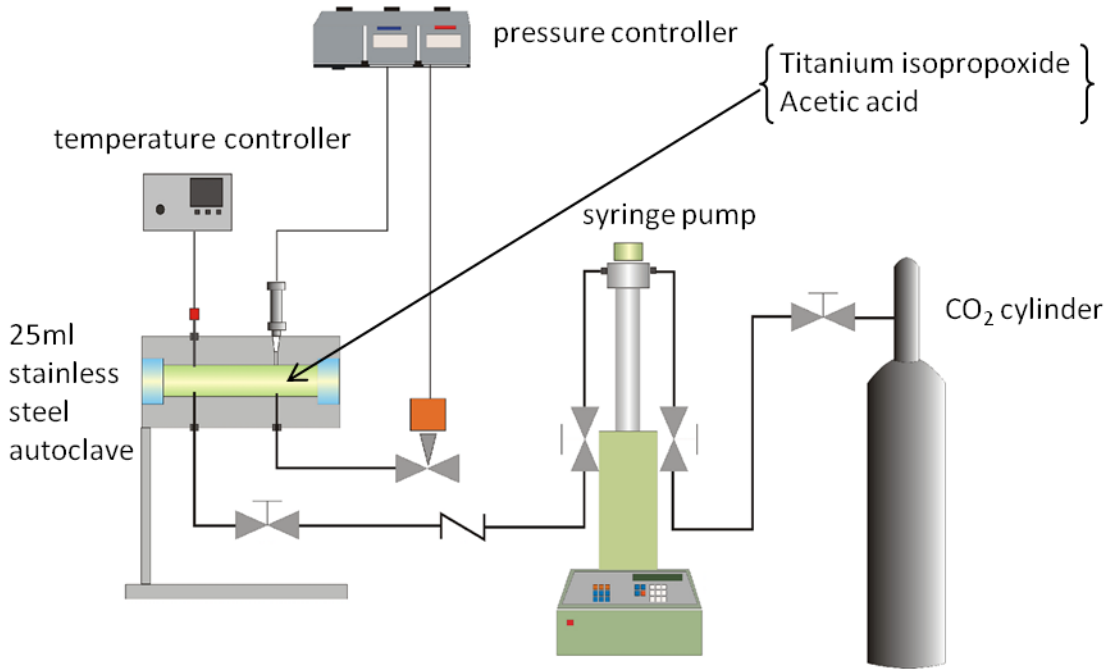 pressure controller
Titanium isopropoxide
Acetic acid
temperature controller
syringe pump
CO₂ cylinder
25ml
stainless
steel
autoclave